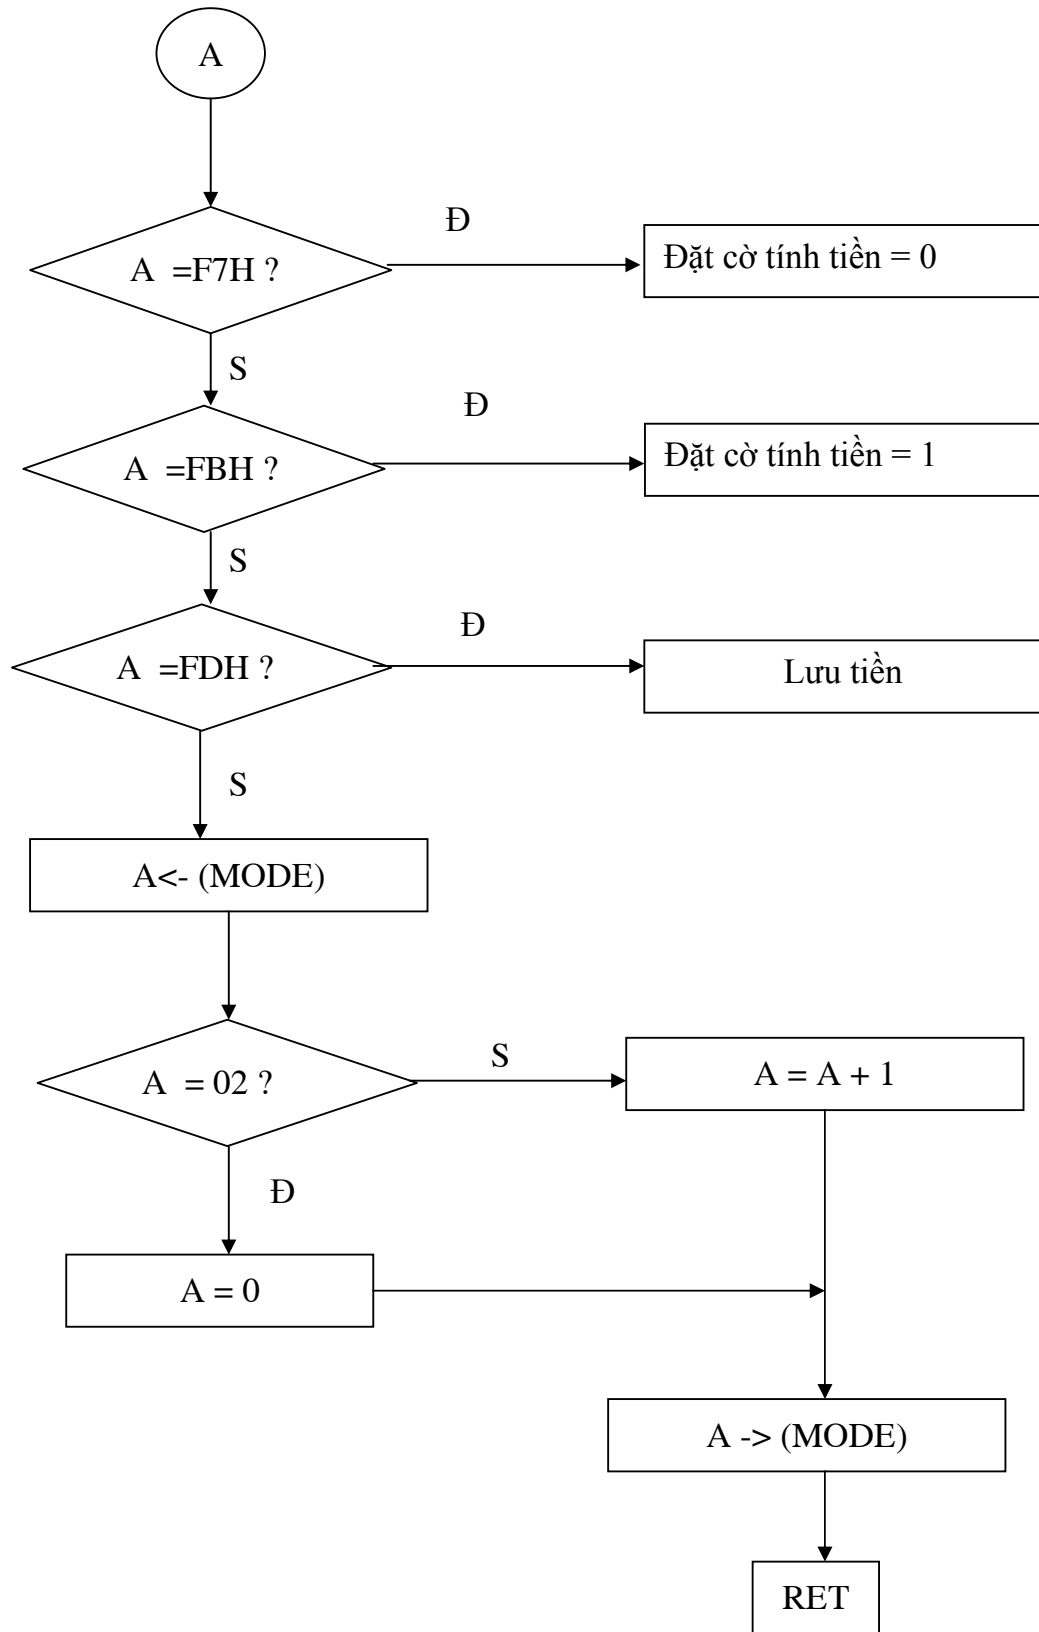 A
Đ
A =F7H ?
Đặt cờ tính tiền = 0
S
Đ
A =FBH ?
Đặt cờ tính tiền = 1
S
Đ
A =FDH ?
Lưu tiền
S
A<- (MODE)
S
A = 02 ?
A = A + 1
Đ
A = 0
A -> (MODE)
RET